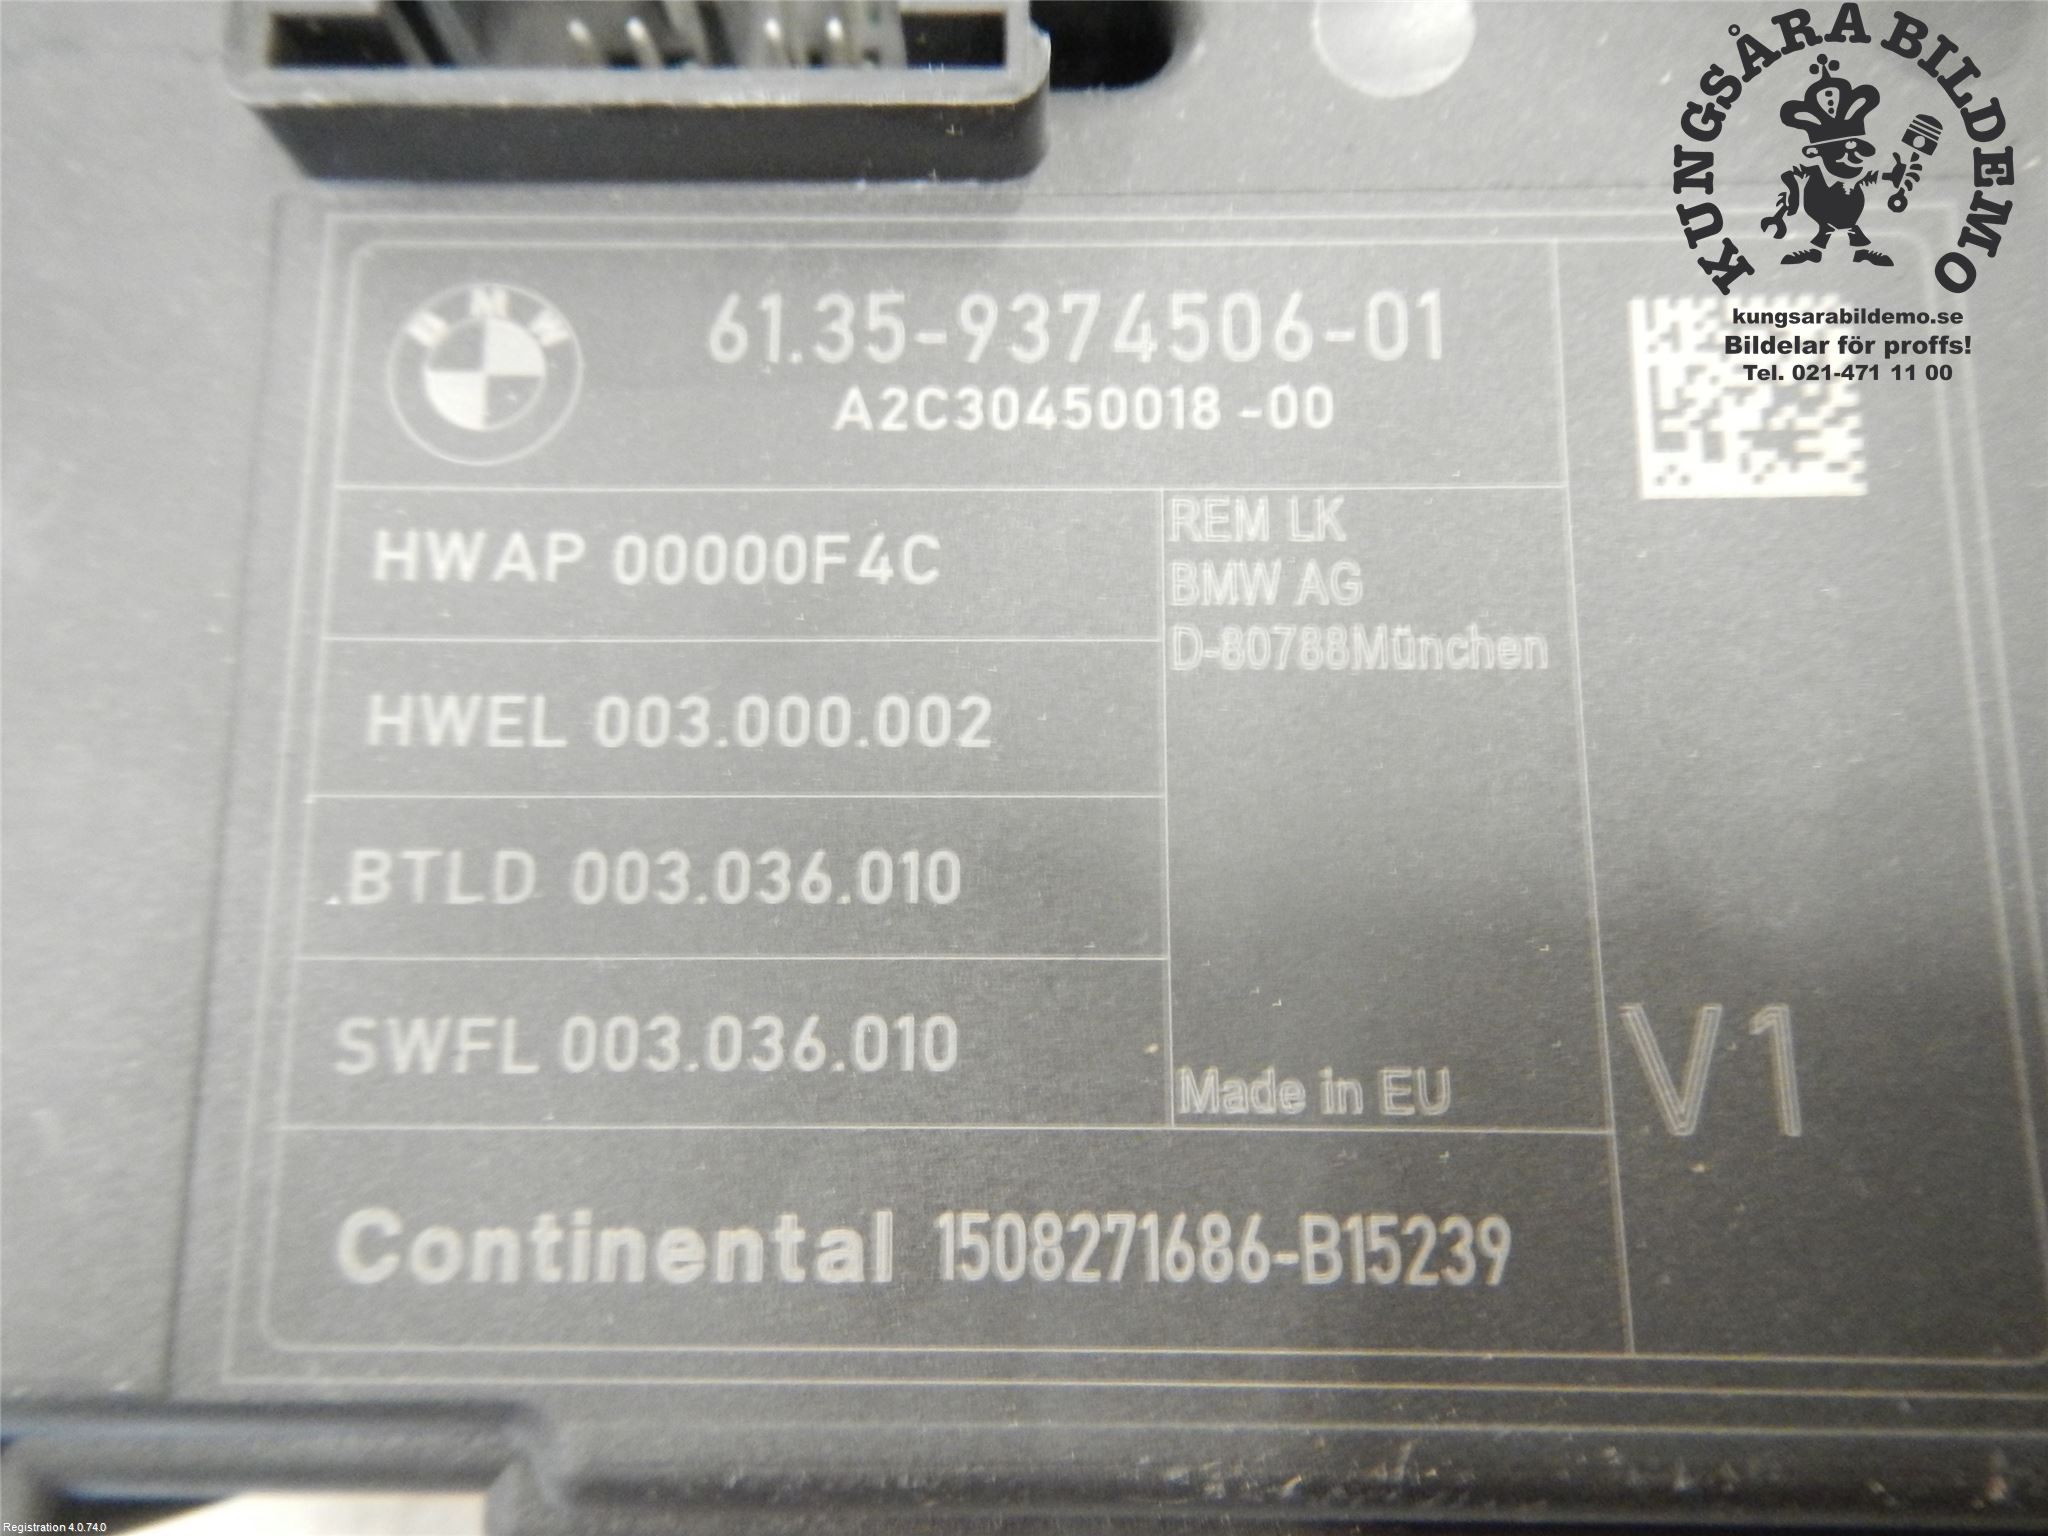 KUNGSÅRA BILDEMO
kungsarabildemo.se
Bildelar för proffs!
Tel. 021-471 11 00
BMW
61.35-9374506-01
A2C30450018 -00
HWAP 00000F4C
REM LK
BMW AG
D-80788München
HWEL 003.000.002
.BTLD 003.036.010
SWFL 003.036.010
Made in EU
V1
Continental 1508271686-B15239
Registration 4.0.74.0